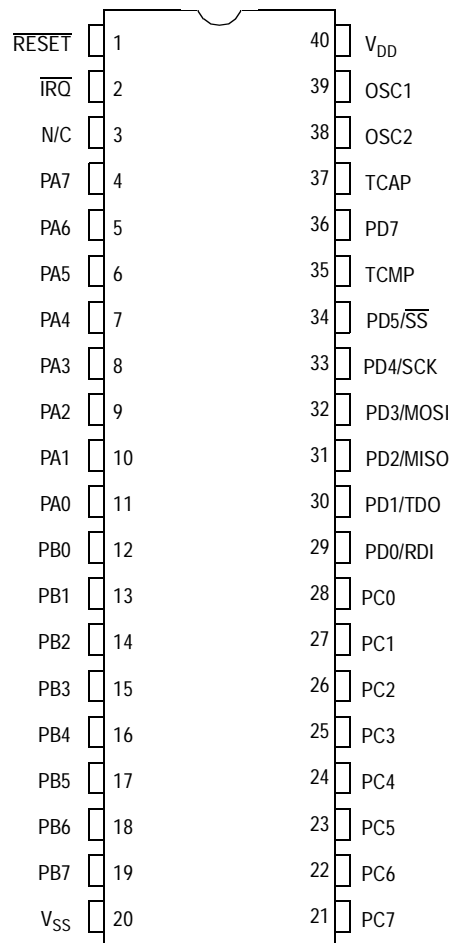 RESET 1 40 VDD
IRQ 2 39 OSC1
N/C 3 38 OSC2
PA7 4 37 TCAP
PA6 5 36 PD7
PA5 6 35 TCMP
PA4 7 34 PD5/SS
PA3 8 33 PD4/SCK
PA2 9 32 PD3/MOSI
PA1 10 31 PD2/MISO
PA0 11 30 PD1/TDO
PB0 12 29 PD0/RDI
PB1 13 28 PC0
PB2 14 27 PC1
PB3 15 26 PC2
PB4 16 25 PC3
PB5 17 24 PC4
PB6 18 23 PC5
PB7 19 22 PC6
VSS 20 21 PC7